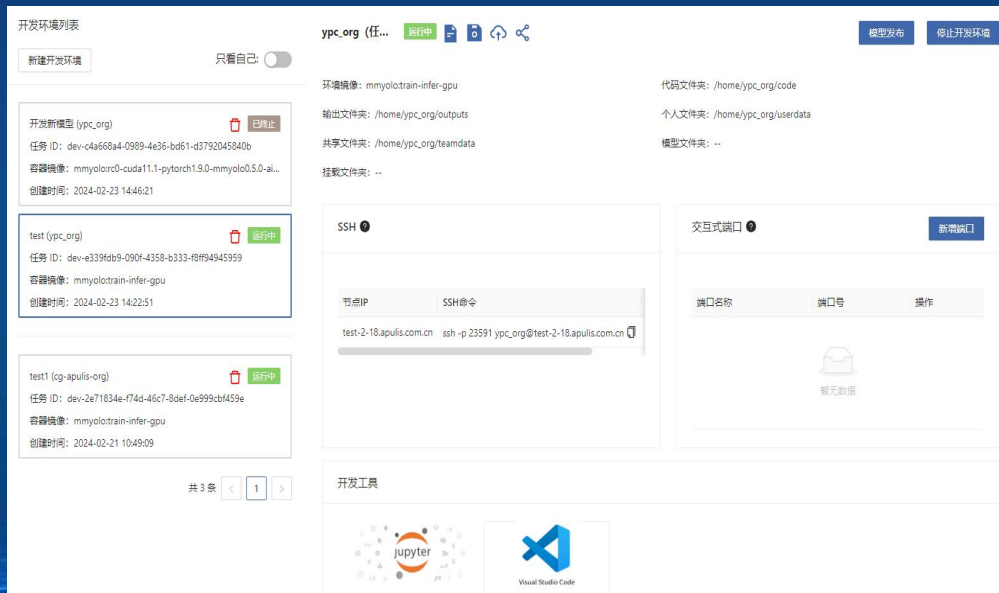 开发环境列表
新建开发环境
只看自己:
开发新模型 (ypc_org)
已终止
任务 ID: dev-c4a668a4-0989-4e36-bd61-d3792045840b
容器镜像: mmyolo:rc0-cuda11.1-pytorch1.9.0-mmyolo0.5.0-ai...
创建时间: 2024-02-23 14:46:21
test (ypc_org)
运行中
任务 ID: dev-e339fdb9-090f-4358-b333-f8ff94945959
容器镜像: mmyolo:train-infer-gpu
创建时间: 2024-02-23 14:22:51
test1 (cg-apulis-org)
运行中
任务 ID: dev-2e71834e-f74d-46c7-8def-0e999cbf459e
容器镜像: mmyolo:train-infer-gpu
创建时间: 2024-02-21 10:49:09
共 3 条 < 1 >
ypc_org (任...
运行中
模型发布
停止开发环境
环境镜像: mmyolo:train-infer-gpu
代码文件夹: /home/ypc_org/code
输出文件夹: /home/ypc_org/outputs
个人文件夹: /home/ypc_org/userdata
共享文件夹: /home/ypc_org/teamdata
模型文件夹: --
挂载文件夹: --
SSH
节点IP SSH命令
test-2-18.apulis.com.cn ssh -p 23591 ypc_org@test-2-18.apulis.com.cn
交互式端口
新增端口
端口名称 端口号 操作
暂无数据
开发工具
jupyter
Visual Studio Code